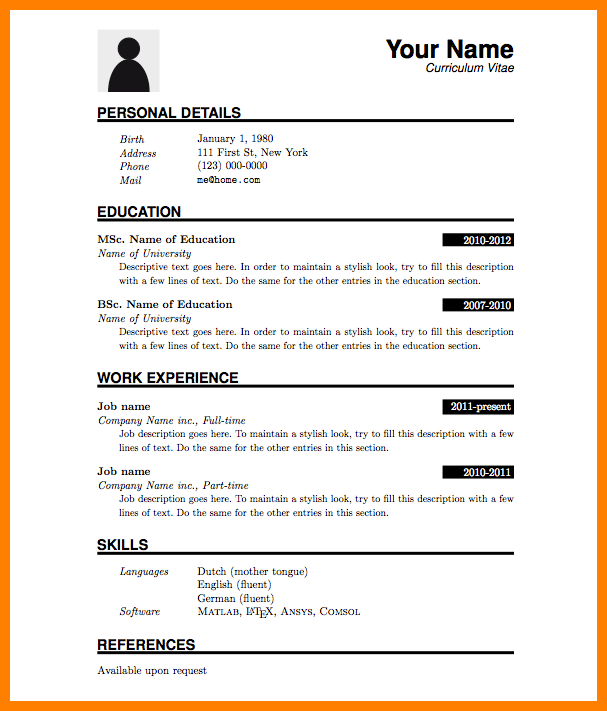 Your Name
Curriculum Vitae
PERSONAL DETAILS
Birth January 1, 1980
Address 111 First St, New York
Phone (123) 000-0000
Mail me@home.com
EDUCATION
MSc. Name of Education 2010-2012
Name of University
Descriptive text goes here. In order to maintain a stylish look, try to fill this description
with a few lines of text. Do the same for the other entries in the education section.
BSc. Name of Education 2007-2010
Name of University
Descriptive text goes here. In order to maintain a stylish look, try to fill this description
with a few lines of text. Do the same for the other entries in the education section.
WORK EXPERIENCE
Job name 2011-present
Company Name inc., Full-time
Job description goes here. To maintain a stylish look, try to fill this description with a few
lines of text. Do the same for the other entries in this section.
Job name 2010-2011
Company Name inc., Part-time
Job description goes here. To maintain a stylish look, try to fill this description with a few
lines of text. Do the same for the other entries in this section.
SKILLS
Languages Dutch (mother tongue)
English (fluent)
German (fluent)
Software MATLAB, LATEX, ANSYS, COMSOL
REFERENCES
Available upon request